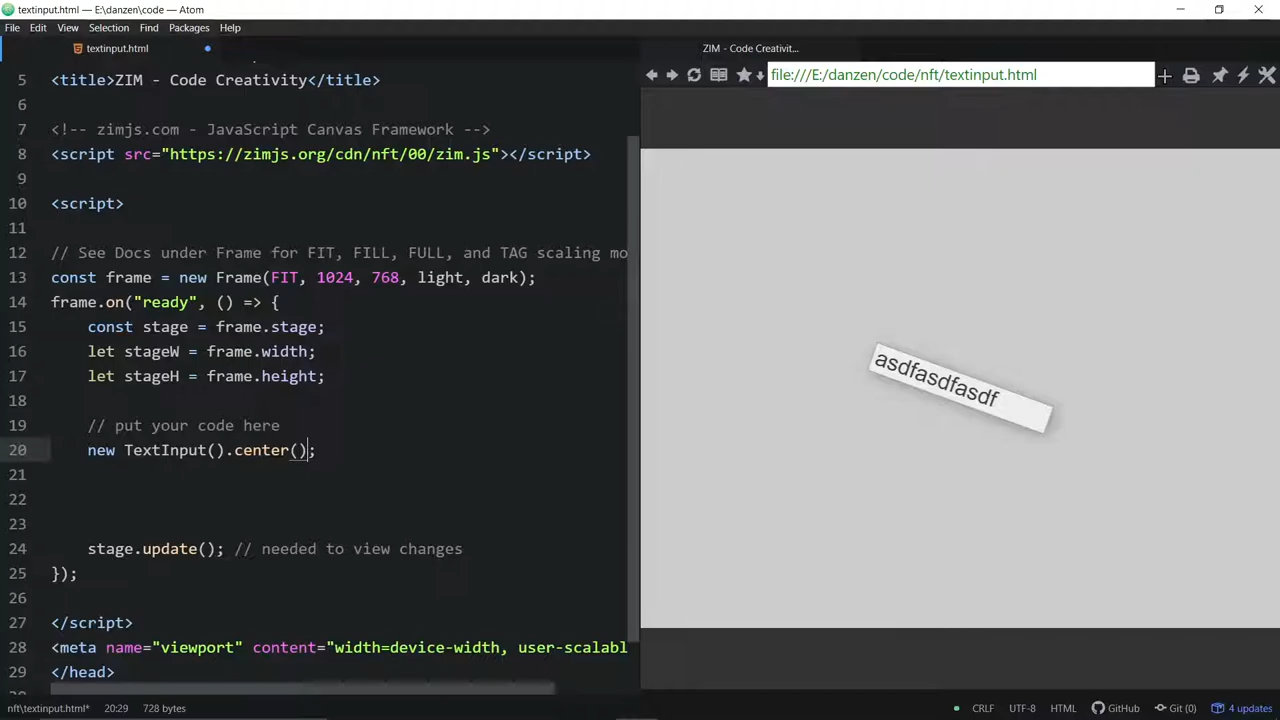 textinput.html — E:\danzen\code — Atom
File Edit View Selection Find Packages Help
textinput.html
ZIM - Code Creativit...
file:///E:/danzen/code/nft/textinput.html
5 <title>ZIM - Code Creativity</title>
6
7 <!-- zimjs.com - JavaScript Canvas Framework -->
8 <script src="https://zimjs.org/cdn/nft/00/zim.js"></script>
9
10 <script>
11
12 // See Docs under Frame for FIT, FILL, FULL, and TAG scaling mo
13 const frame = new Frame(FIT, 1024, 768, light, dark);
14 frame.on("ready", () => {
15 const stage = frame.stage;
16 let stageW = frame.width;
17 let stageH = frame.height;
18
19 // put your code here
20 new TextInput().center();
21
22
23
24 stage.update(); // needed to view changes
25 });
26
27 </script>
28 <meta name="viewport" content="width=device-width, user-scalabl
29 </head>
asdfasdfasdf
nft\textinput.html* 20:29 728 bytes
CRLF UTF-8 HTML GitHub Git (0) 4 updates